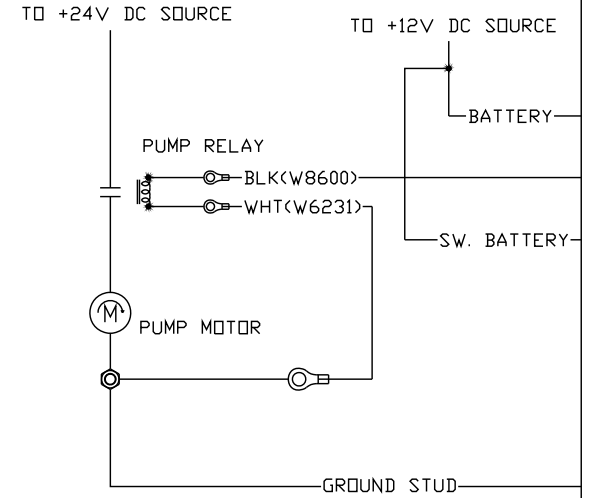 TO +24V DC SOURCE
TO +12V DC SOURCE
BATTERY
PUMP RELAY
BLK(W8600)
WHT(W6231)
SW. BATTERY
M
PUMP MOTOR
GROUND STUD